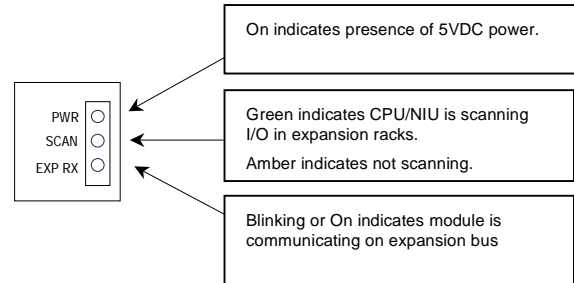 On indicates presence of 5VDC power.
PWR
SCAN
EXP RX
Green indicates CPU/NIU is scanning
I/O in expansion racks.
Amber indicates not scanning.
Blinking or On indicates module is
communicating on expansion bus